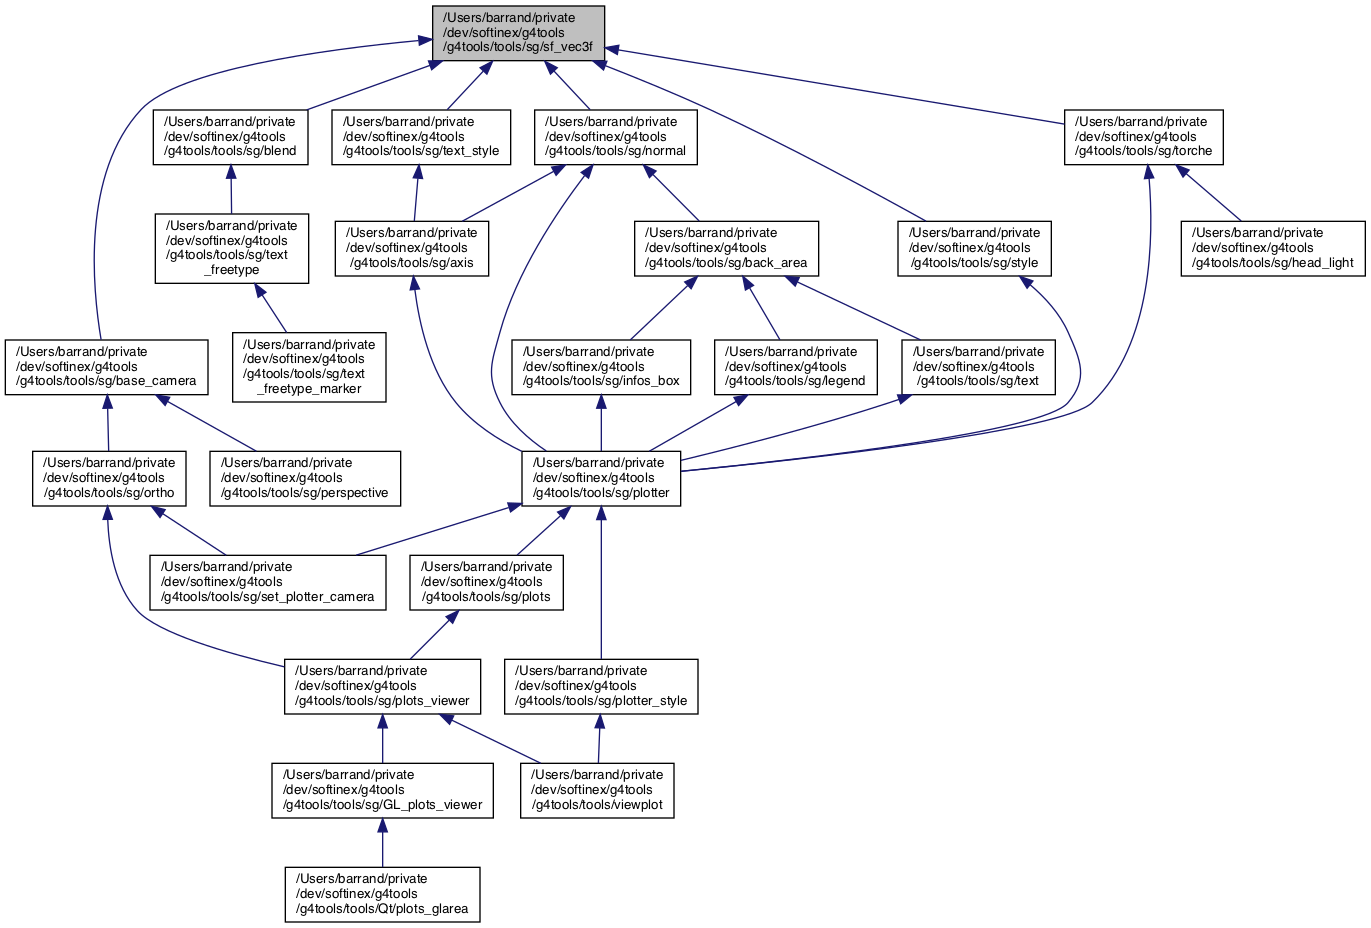 /Users/barrand/private
/dev/softinex/g4tools
/g4tools/tools/sg/sf_vec3f
/Users/barrand/private
/dev/softinex/g4tools
/g4tools/tools/sg/blend
/Users/barrand/private
/dev/softinex/g4tools
/g4tools/tools/sg/text_style
/Users/barrand/private
/dev/softinex/g4tools
/g4tools/tools/sg/normal
/Users/barrand/private
/dev/softinex/g4tools
/g4tools/tools/sg/torche
/Users/barrand/private
/dev/softinex/g4tools
/g4tools/tools/sg/text
_freetype
/Users/barrand/private
/dev/softinex/g4tools
/g4tools/tools/sg/axis
/Users/barrand/private
/dev/softinex/g4tools
/g4tools/tools/sg/back_area
/Users/barrand/private
/dev/softinex/g4tools
/g4tools/tools/sg/style
/Users/barrand/private
/dev/softinex/g4tools
/g4tools/tools/sg/head_light
/Users/barrand/private
/dev/softinex/g4tools
/g4tools/tools/sg/base_camera
/Users/barrand/private
/dev/softinex/g4tools
/g4tools/tools/sg/text
_freetype_marker
/Users/barrand/private
/dev/softinex/g4tools
/g4tools/tools/sg/infos_box
/Users/barrand/private
/dev/softinex/g4tools
/g4tools/tools/sg/legend
/Users/barrand/private
/dev/softinex/g4tools
/g4tools/tools/sg/text
/Users/barrand/private
/dev/softinex/g4tools
/g4tools/tools/sg/ortho
/Users/barrand/private
/dev/softinex/g4tools
/g4tools/tools/sg/perspective
/Users/barrand/private
/dev/softinex/g4tools
/g4tools/tools/sg/plotter
/Users/barrand/private
/dev/softinex/g4tools
/g4tools/tools/sg/set_plotter_camera
/Users/barrand/private
/dev/softinex/g4tools
/g4tools/tools/sg/plots
/Users/barrand/private
/dev/softinex/g4tools
/g4tools/tools/sg/plots_viewer
/Users/barrand/private
/dev/softinex/g4tools
/g4tools/tools/sg/plotter_style
/Users/barrand/private
/dev/softinex/g4tools
/g4tools/tools/sg/GL_plots_viewer
/Users/barrand/private
/dev/softinex/g4tools
/g4tools/tools/viewplot
/Users/barrand/private
/dev/softinex/g4tools
/g4tools/tools/Qt/plots_glarea